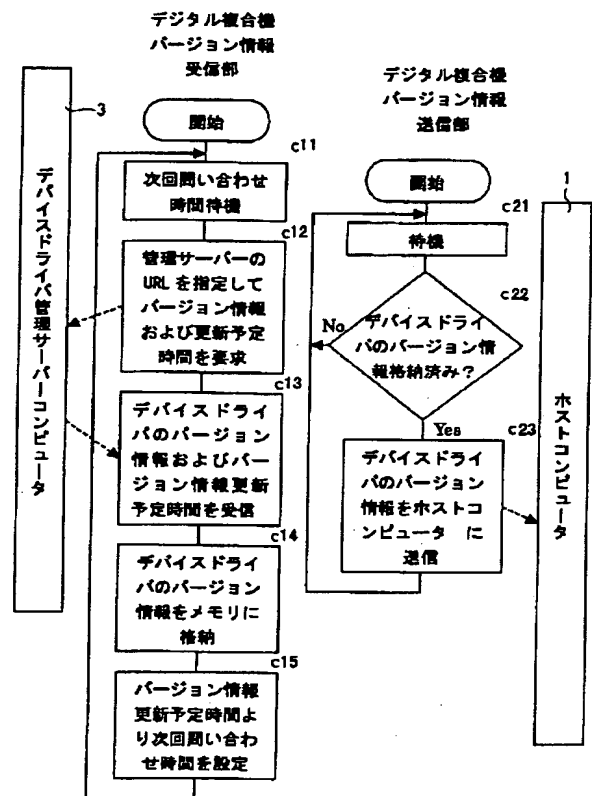 デジタル複合機
バージョン情報
受信部
3
デバイスドライバ管理サーバーコンピュータ
開始
c11
次回問い合わせ
時間待機
c12
管理サーバーの
URLを指定して
バージョン情報
および更新予定
時間を要求
c13
デバイスドライ
バのバージョン
情報およびバー
ジョン情報更新
予定時間を受信
c14
デバイスドライ
バのバージョン
情報をメモリに
格納
c15
バージョン情報
更新予定時間よ
り次回問い合わ
せ時間を設定
デジタル複合機
バージョン情報
送信部
開始
c21
待機
c22
No
デバイスドライ
バのバージョン情
報格納済み?
Yes
c23
デバイスドライ
バのバージョン
情報をホストコ
ンピュータ に
送信
1
ホストコンピュータ